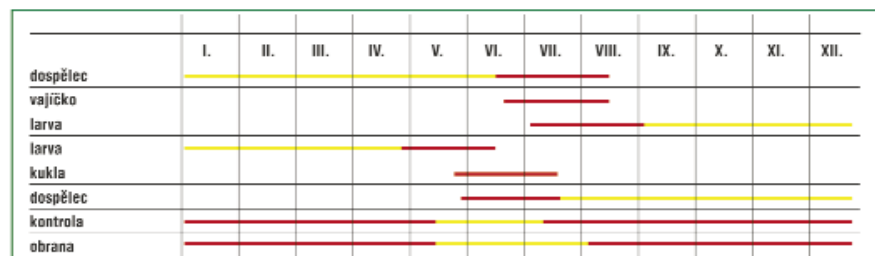 I. II. III. IV. V. VI. VII. VIII. IX. X. XI. XII.
dospělec
vajíčko
larva
larva
kukla
dospělec
kontrola
obrana